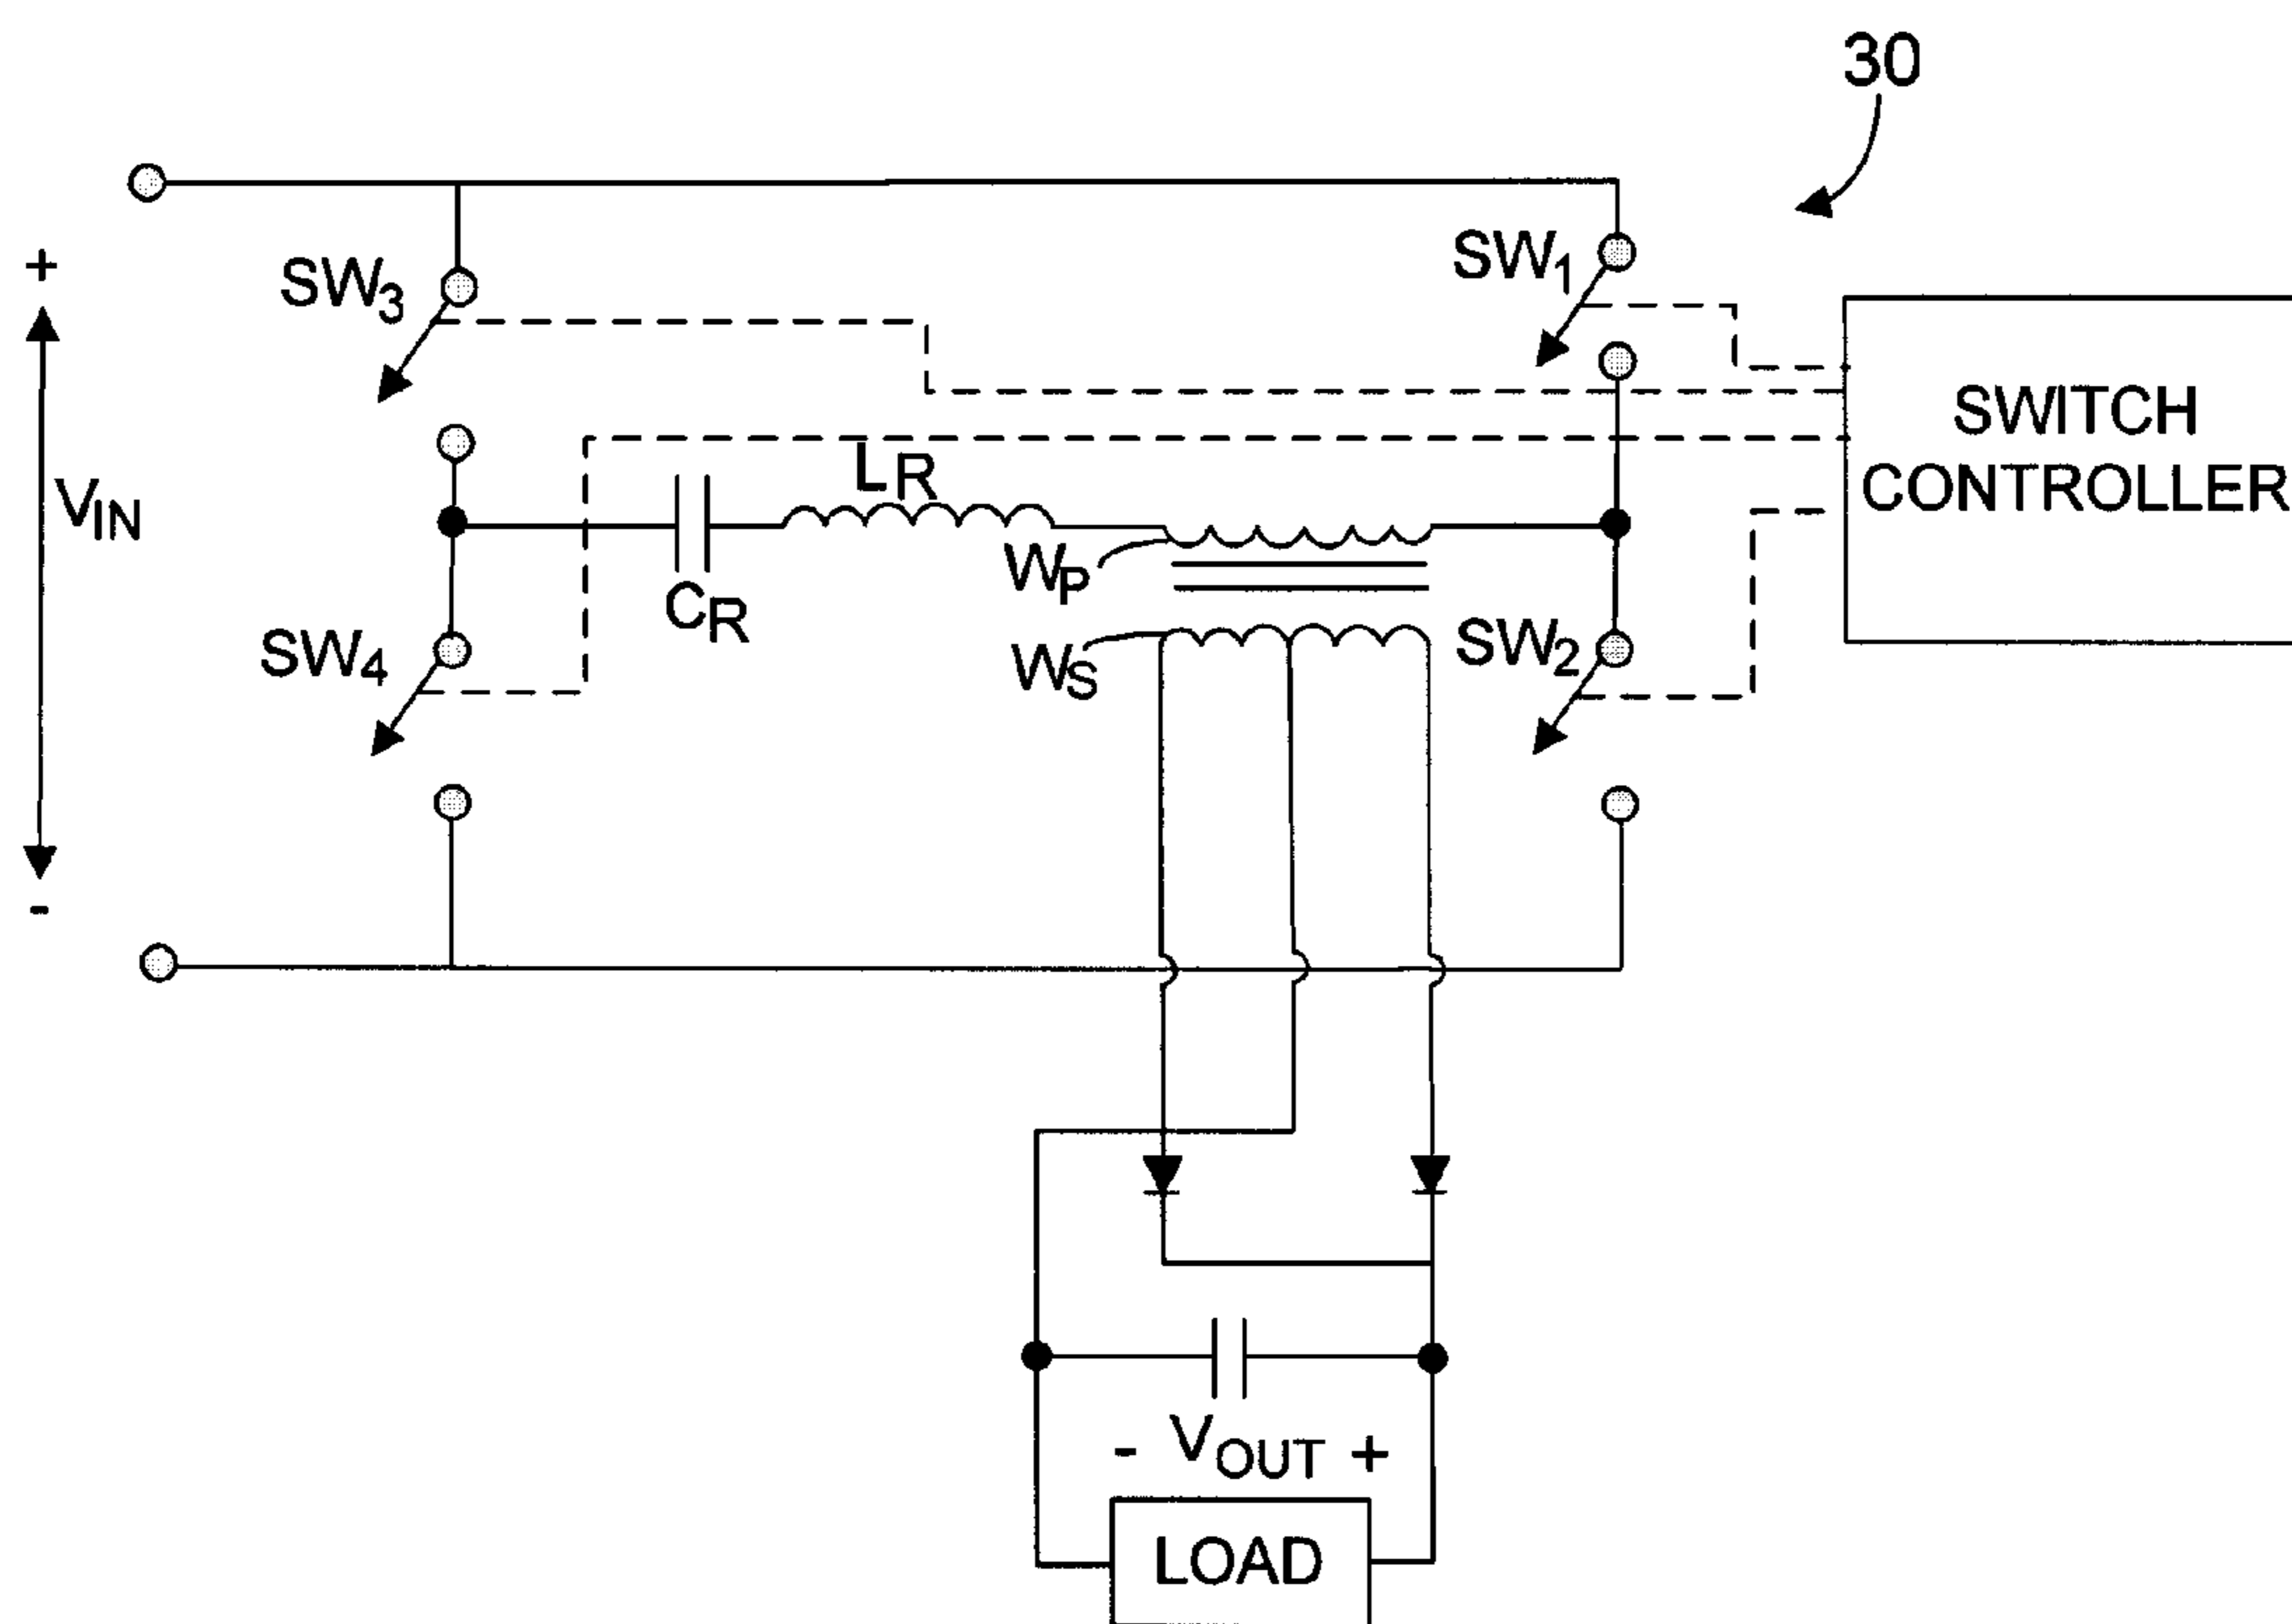 30
+
SW3
SW1
SWITCH
CONTROLLER
LR
VIN
WP
CR
SW4
WS
SW2
-
- VOUT +
LOAD